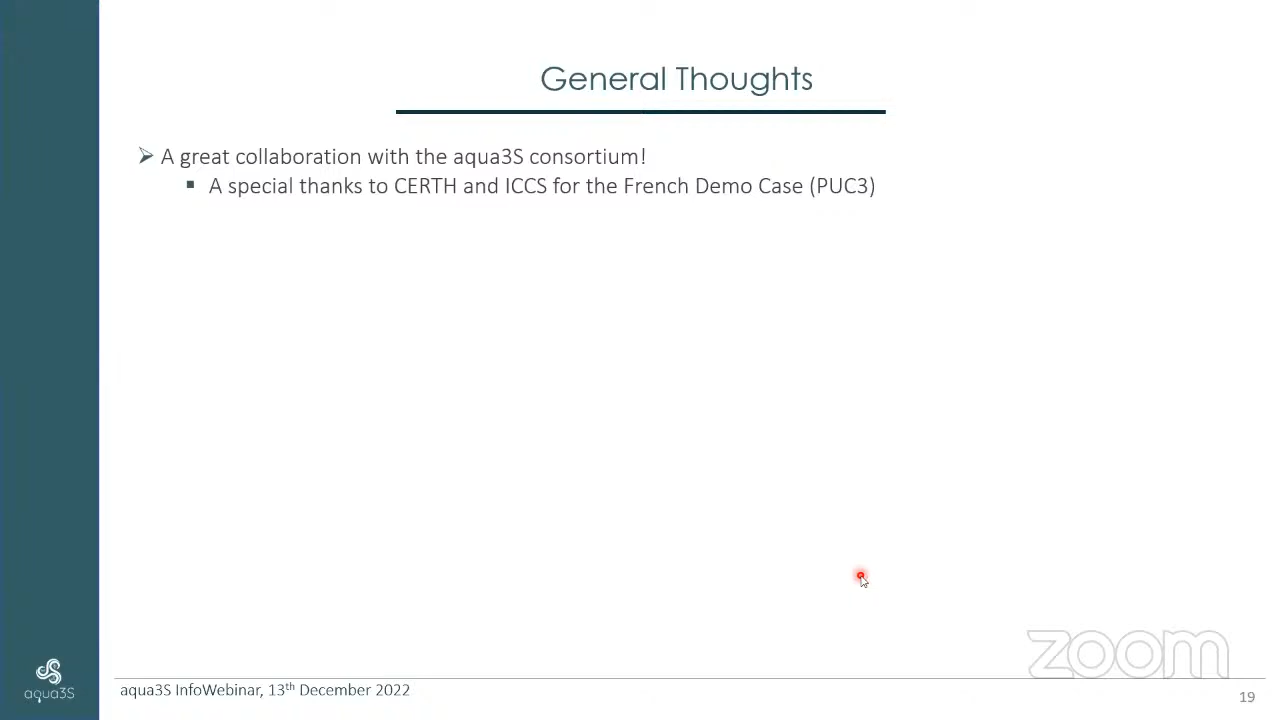 General Thoughts
➢ A great collaboration with the aqua3S consortium!
▪ A special thanks to CERTH and ICCS for the French Demo Case (PUC3)
zoom
aqua3S
aqua3S InfoWebinar, 13th December 2022
19